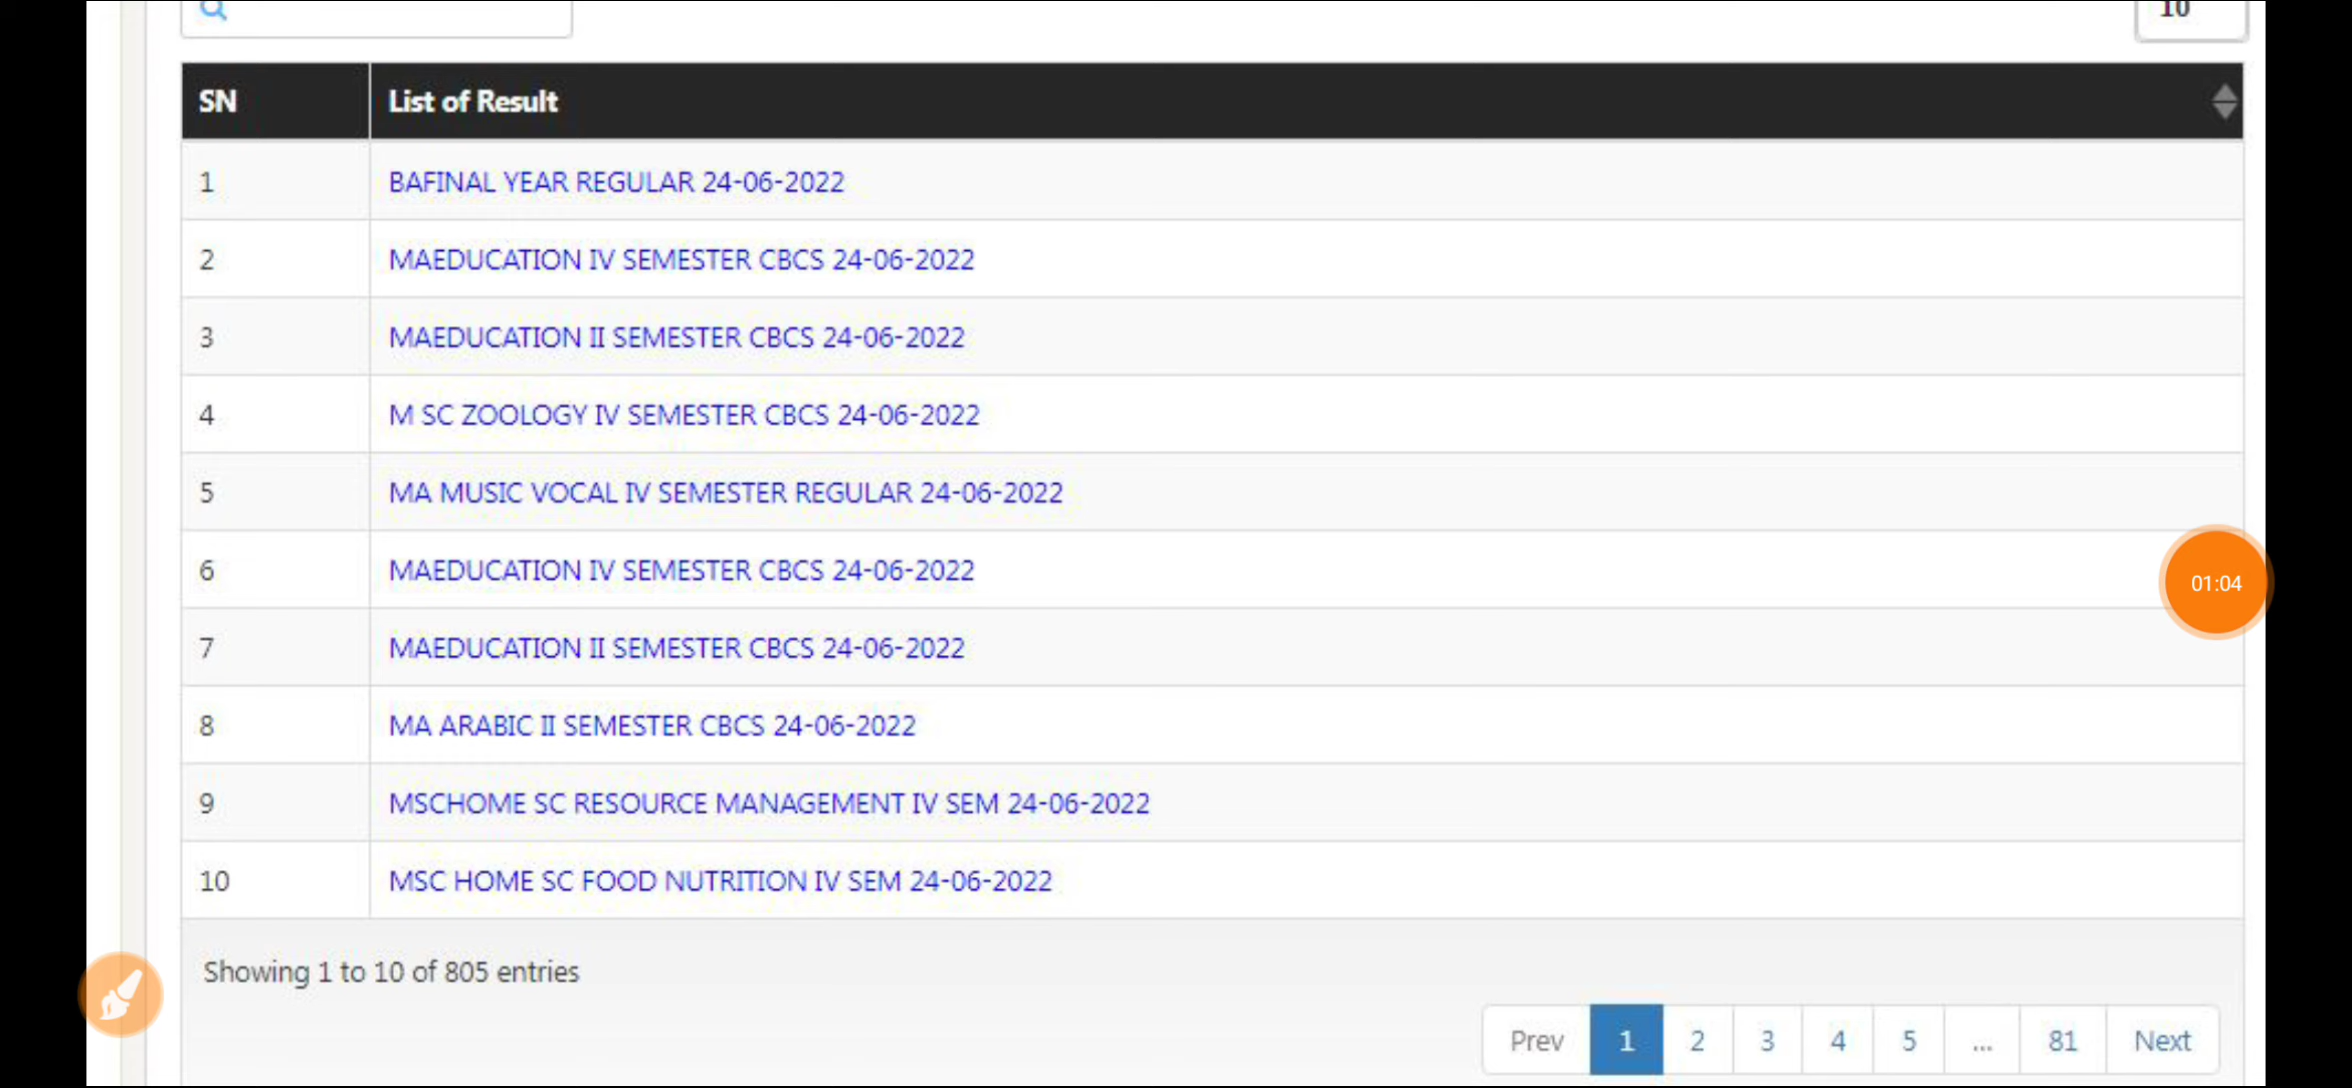 10
SN List of Result
1 BAFINAL YEAR REGULAR 24-06-2022
2 MAEDUCATION IV SEMESTER CBCS 24-06-2022
3 MAEDUCATION II SEMESTER CBCS 24-06-2022
4 M SC ZOOLOGY IV SEMESTER CBCS 24-06-2022
5 MA MUSIC VOCAL IV SEMESTER REGULAR 24-06-2022
6 MAEDUCATION IV SEMESTER CBCS 24-06-2022
01:04
7 MAEDUCATION II SEMESTER CBCS 24-06-2022
8 MA ARABIC II SEMESTER CBCS 24-06-2022
9 MSCHOME SC RESOURCE MANAGEMENT IV SEM 24-06-2022
10 MSC HOME SC FOOD NUTRITION IV SEM 24-06-2022
Showing 1 to 10 of 805 entries
Prev 1 2 3 4 5 ... 81 Next